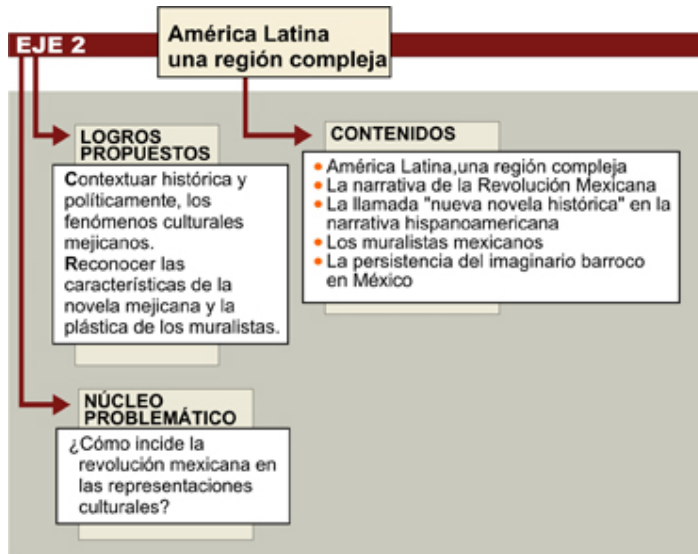 EJE 2
América Latina
una región compleja
LOGROS
PROPUESTOS
Contextuar histórica y
políticamente, los
fenómenos culturales
mejicanos.
Reconocer las
características de la
novela mejicana y la
plástica de los muralistas.
CONTENIDOS
• América Latina,una región compleja
• La narrativa de la Revolución Mexicana
• La llamada "nueva novela histórica" en la
narrativa hispanoamericana
• Los muralistas mexicanos
• La persistencia del imaginario barroco
en México
NÚCLEO
PROBLEMÁTICO
¿Cómo incide la
revolución mexicana en
las representaciones
culturales?